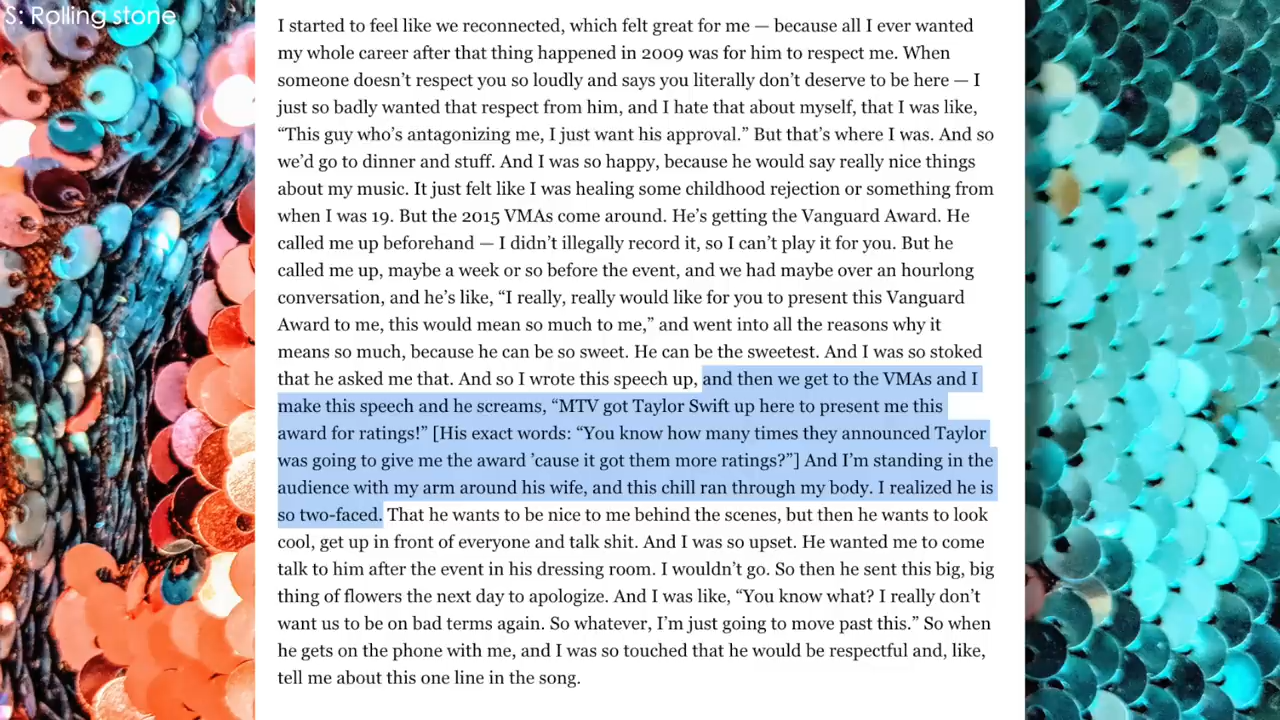 S: Rolling stone
I started to feel like we reconnected, which felt great for me — because all I ever wanted
my whole career after that thing happened in 2009 was for him to respect me. When
someone doesn’t respect you so loudly and says you literally don’t deserve to be here — I
just so badly wanted that respect from him, and I hate that about myself, that I was like,
“This guy who’s antagonizing me, I just want his approval.” But that’s where I was. And so
we’d go to dinner and stuff. And I was so happy, because he would say really nice things
about my music. It just felt like I was healing some childhood rejection or something from
when I was 19. But the 2015 VMAs come around. He’s getting the Vanguard Award. He
called me up beforehand — I didn’t illegally record it, so I can’t play it for you. But he
called me up, maybe a week or so before the event, and we had maybe over an hourlong
conversation, and he’s like, “I really, really would like for you to present this Vanguard
Award to me, this would mean so much to me,” and went into all the reasons why it
means so much, because he can be so sweet. He can be the sweetest. And I was so stoked
that he asked me that. And so I wrote this speech up, and then we get to the VMAs and I
make this speech and he screams, “MTV got Taylor Swift up here to present me this
award for ratings!” [His exact words: “You know how many times they announced Taylor
was going to give me the award ’cause it got them more ratings?”] And I’m standing in the
audience with my arm around his wife, and this chill ran through my body. I realized he is
so two-faced. That he wants to be nice to me behind the scenes, but then he wants to look
cool, get up in front of everyone and talk shit. And I was so upset. He wanted me to come
talk to him after the event in his dressing room. I wouldn’t go. So then he sent this big, big
thing of flowers the next day to apologize. And I was like, “You know what? I really don’t
want us to be on bad terms again. So whatever, I’m just going to move past this.” So when
he gets on the phone with me, and I was so touched that he would be respectful and, like,
tell me about this one line in the song.